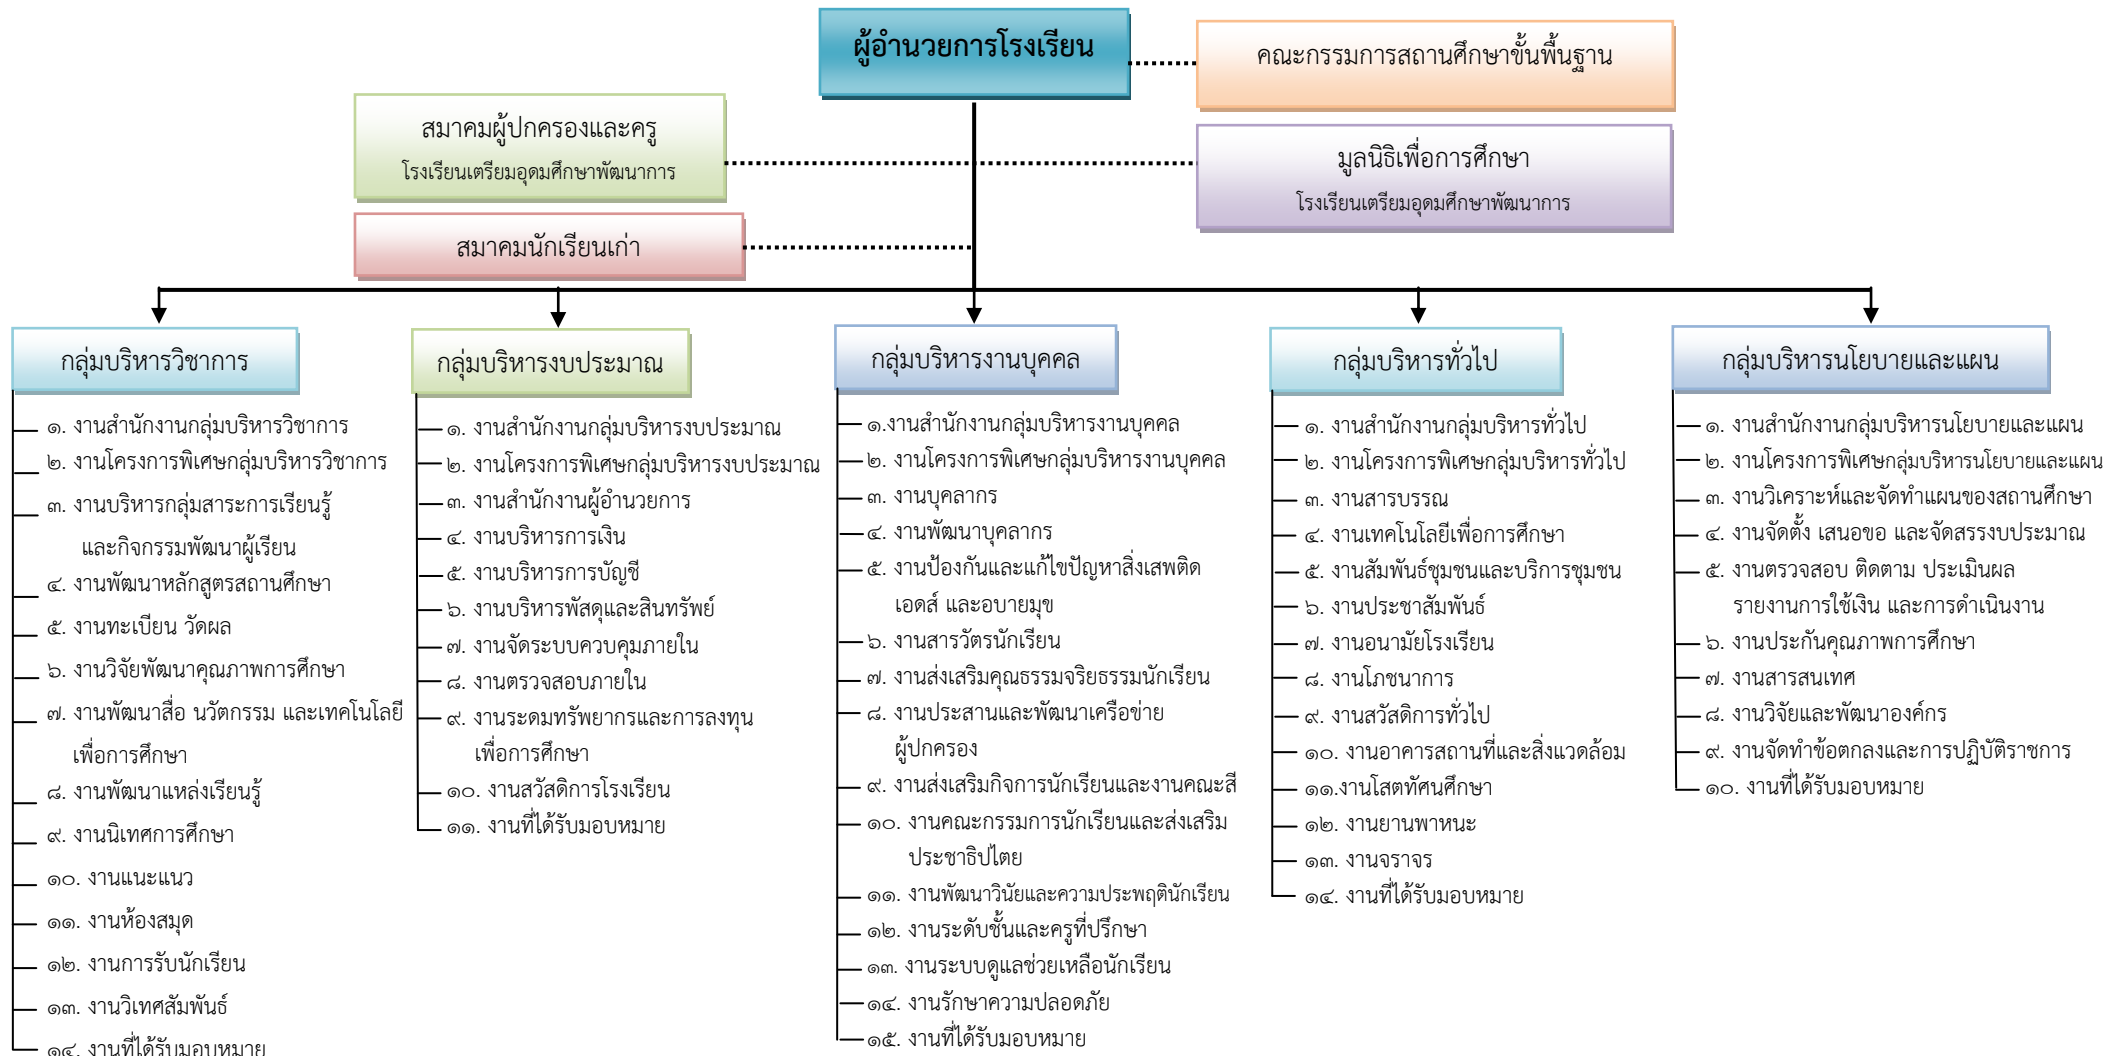 ผู้อำนวยการโรงเรียน
คณะกรรมการสถานศึกษาขั้นพื้นฐาน
สมาคมผู้ปกครองและครู
โรงเรียนเตรียมอุดมศึกษาพัฒนาการ
มูลนิธิเพื่อการศึกษา
โรงเรียนเตรียมอุดมศึกษาพัฒนาการ
สมาคมนักเรียนเก่า
กลุ่มบริหารวิชาการ
๑. งานสำนักงานกลุ่มบริหารวิชาการ
๒. งานโครงการพิเศษกลุ่มบริหารวิชาการ
๓. งานบริหารกลุ่มสาระการเรียนรู้
และกิจกรรมพัฒนาผู้เรียน
๔. งานพัฒนาหลักสูตรสถานศึกษา
๕. งานทะเบียน วัดผล
๖. งานวิจัยพัฒนาคุณภาพการศึกษา
๗. งานพัฒนาสื่อ นวัตกรรม และเทคโนโลยี
เพื่อการศึกษา
๘. งานพัฒนาแหล่งเรียนรู้
๙. งานนิเทศการศึกษา
๑๐. งานแนะแนว
๑๑. งานห้องสมุด
๑๒. งานการรับนักเรียน
๑๓. งานวิเทศสัมพันธ์
๑๔. งานที่ได้รับมอบหมาย
กลุ่มบริหารงบประมาณ
๑. งานสำนักงานกลุ่มบริหารงบประมาณ
๒. งานโครงการพิเศษกลุ่มบริหารงบประมาณ
๓. งานสำนักงานผู้อำนวยการ
๔. งานบริหารการเงิน
๕. งานบริหารการบัญชี
๖. งานบริหารพัสดุและสินทรัพย์
๗. งานจัดระบบควบคุมภายใน
๘. งานตรวจสอบภายใน
๙. งานระดมทรัพยากรและการลงทุน
เพื่อการศึกษา
๑๐. งานสวัสดิการโรงเรียน
๑๑. งานที่ได้รับมอบหมาย
กลุ่มบริหารงานบุคคล
๑.งานสำนักงานกลุ่มบริหารงานบุคคล
๒. งานโครงการพิเศษกลุ่มบริหารงานบุคคล
๓. งานบุคลากร
๔. งานพัฒนาบุคลากร
๕. งานป้องกันและแก้ไขปัญหาสิ่งเสพติด
เอดส์ และอบายมุข
๖. งานสารวัตรนักเรียน
๗. งานส่งเสริมคุณธรรมจริยธรรมนักเรียน
๘. งานประสานและพัฒนาเครือข่าย
ผู้ปกครอง
๙. งานส่งเสริมกิจการนักเรียนและงานคณะสี
๑๐. งานคณะกรรมการนักเรียนและส่งเสริม
ประชาธิปไตย
๑๑. งานพัฒนาวินัยและความประพฤตินักเรียน
๑๒. งานระดับชั้นและครูที่ปรึกษา
๑๓. งานระบบดูแลช่วยเหลือนักเรียน
๑๔. งานรักษาความปลอดภัย
๑๕. งานที่ได้รับมอบหมาย
กลุ่มบริหารทั่วไป
๑. งานสำนักงานกลุ่มบริหารทั่วไป
๒. งานโครงการพิเศษกลุ่มบริหารทั่วไป
๓. งานสารบรรณ
๔. งานเทคโนโลยีเพื่อการศึกษา
๕. งานสัมพันธ์ชุมชนและบริการชุมชน
๖. งานประชาสัมพันธ์
๗. งานอนามัยโรงเรียน
๘. งานโภชนาการ
๙. งานสวัสดิการทั่วไป
๑๐. งานอาคารสถานที่และสิ่งแวดล้อม
๑๑.งานโสตทัศนศึกษา
๑๒. งานยานพาหนะ
๑๓. งานจราจร
๑๔. งานที่ได้รับมอบหมาย
กลุ่มบริหารนโยบายและแผน
๑. งานสำนักงานกลุ่มบริหารนโยบายและแผน
๒. งานโครงการพิเศษกลุ่มบริหารนโยบายและแผน
๓. งานวิเคราะห์และจัดทำแผนของสถานศึกษา
๔. งานจัดตั้ง เสนอขอ และจัดสรรงบประมาณ
๕. งานตรวจสอบ ติดตาม ประเมินผล
รายงานการใช้เงิน และการดำเนินงาน
๖. งานประกันคุณภาพการศึกษา
๗. งานสารสนเทศ
๘. งานวิจัยและพัฒนาองค์กร
๙. งานจัดทำข้อตกลงและการปฏิบัติราชการ
๑๐. งานที่ได้รับมอบหมาย